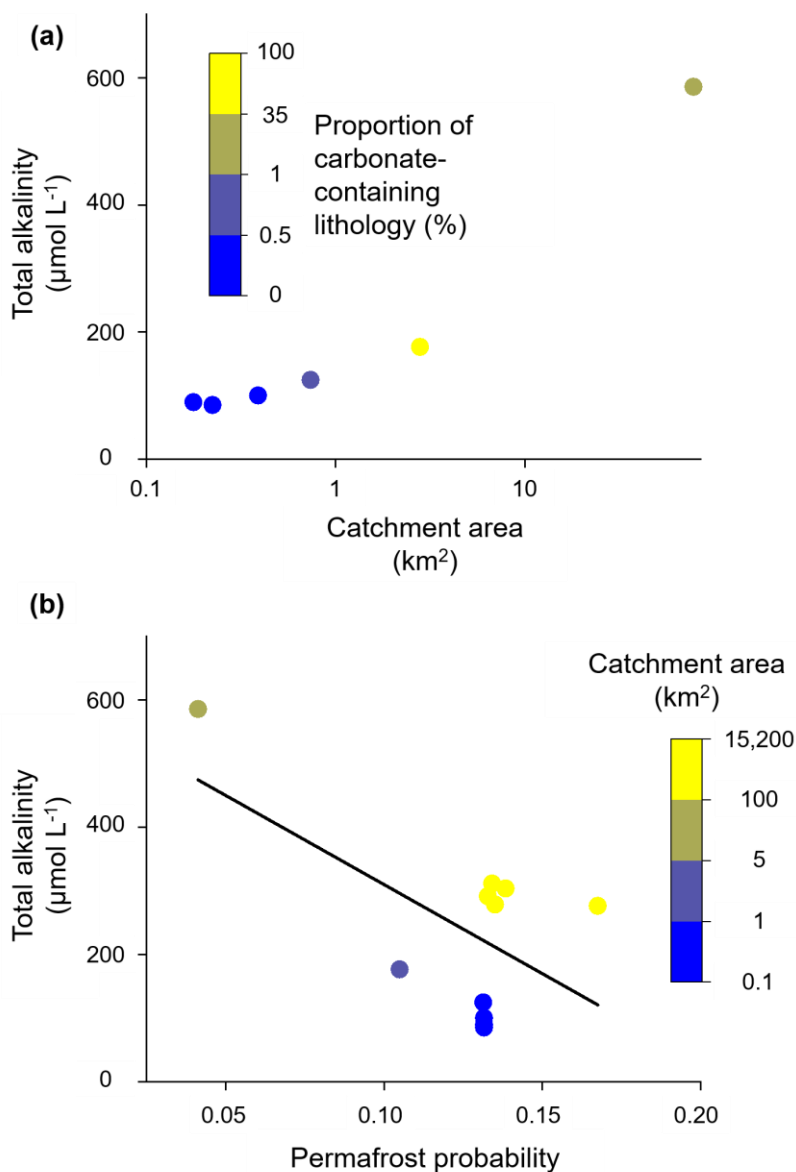 (a)
600
400
200
0
Total alkalinity
(µmol L-1)
100
35
1
0.5
0
Proportion of
carbonate-
containing
lithology (%)
0.1
1
10
Catchment area
(km2)
(b)
600
400
200
0
Total alkalinity
(µmol L-1)
Catchment area
(km2)
15,200
100
5
1
0.1
0.05
0.10
0.15
0.20
Permafrost probability